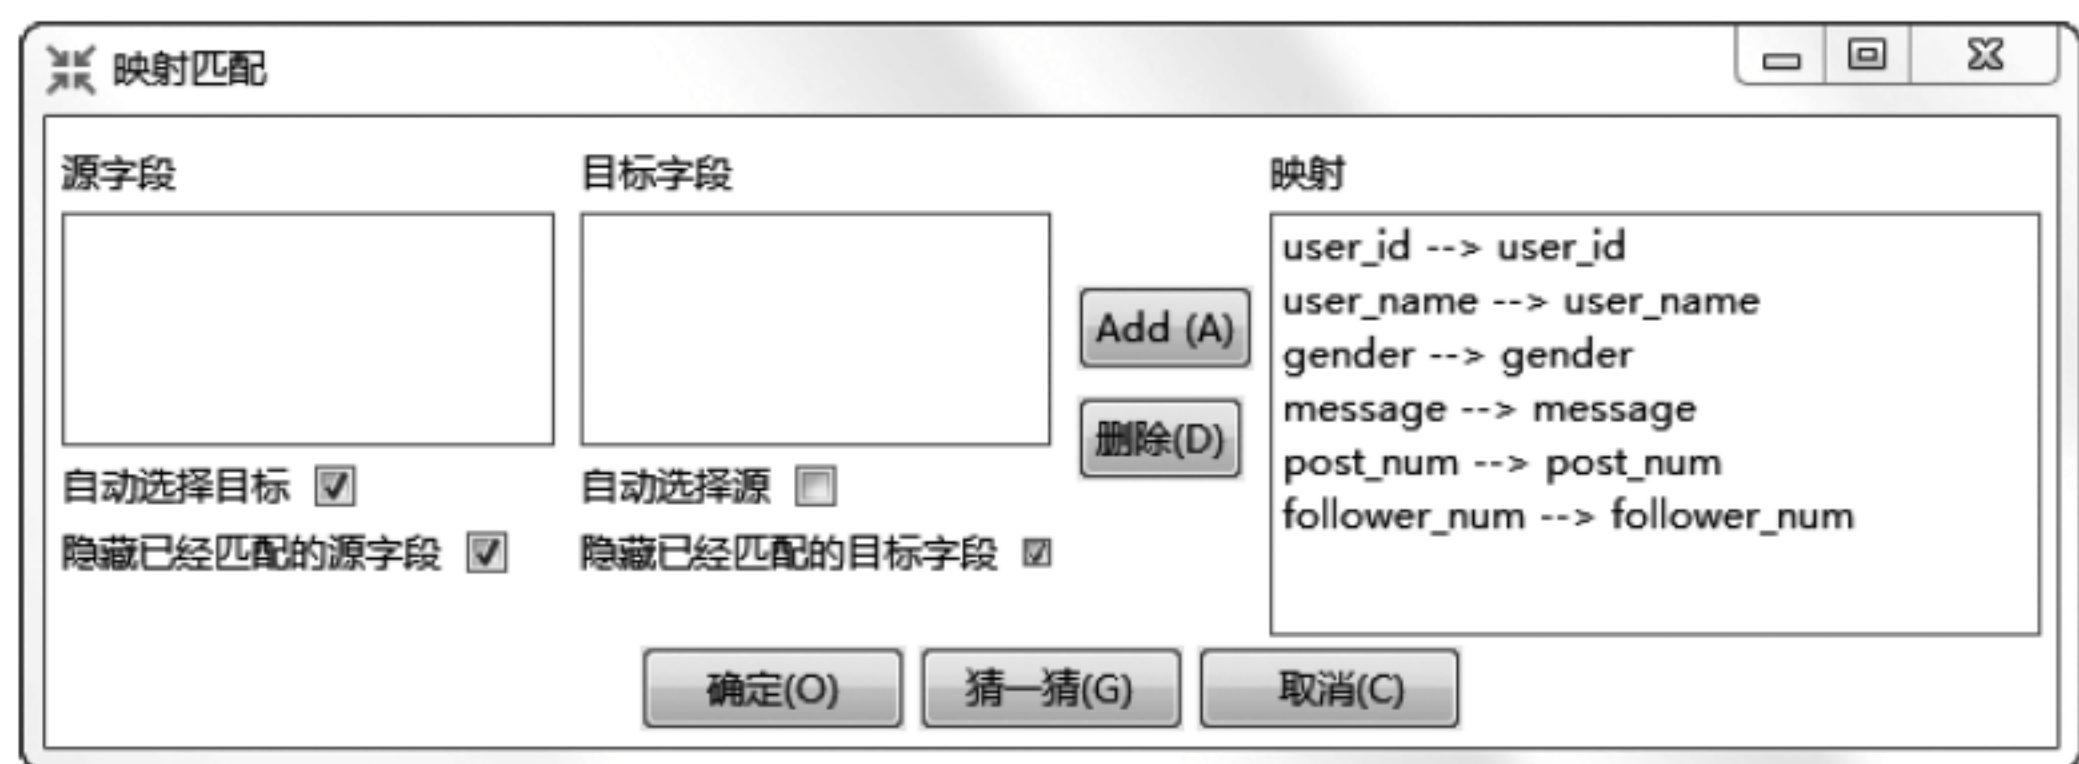 映射匹配
源字段
目标字段
映射
user_id --> user_id
user_name --> user_name
gender --> gender
message --> message
post_num --> post_num
follower_num --> follower_num
Add (A)
删除(D)
自动选择目标
自动选择源
隐藏已经匹配的源字段
隐藏已经匹配的目标字段
确定(O)
猜一猜(G)
取消(C)